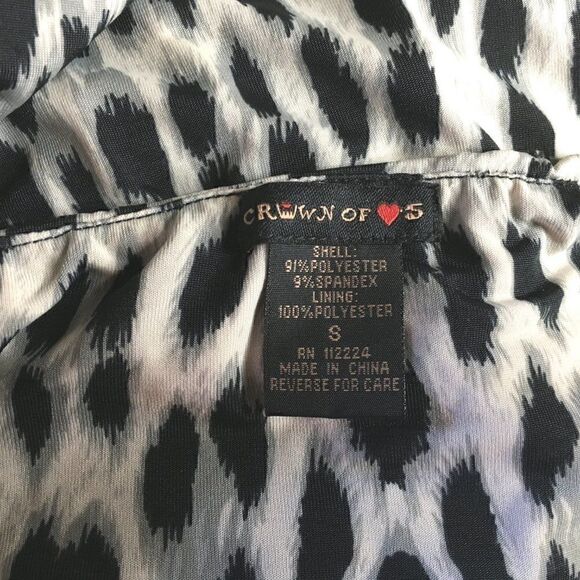 CROWN OF ♥S
SHELL:
91%POLYESTER
9%SPANDEX
LINING:
100%POLYESTER
S
RN 112224
MADE IN CHINA
REVERSE FOR CARE